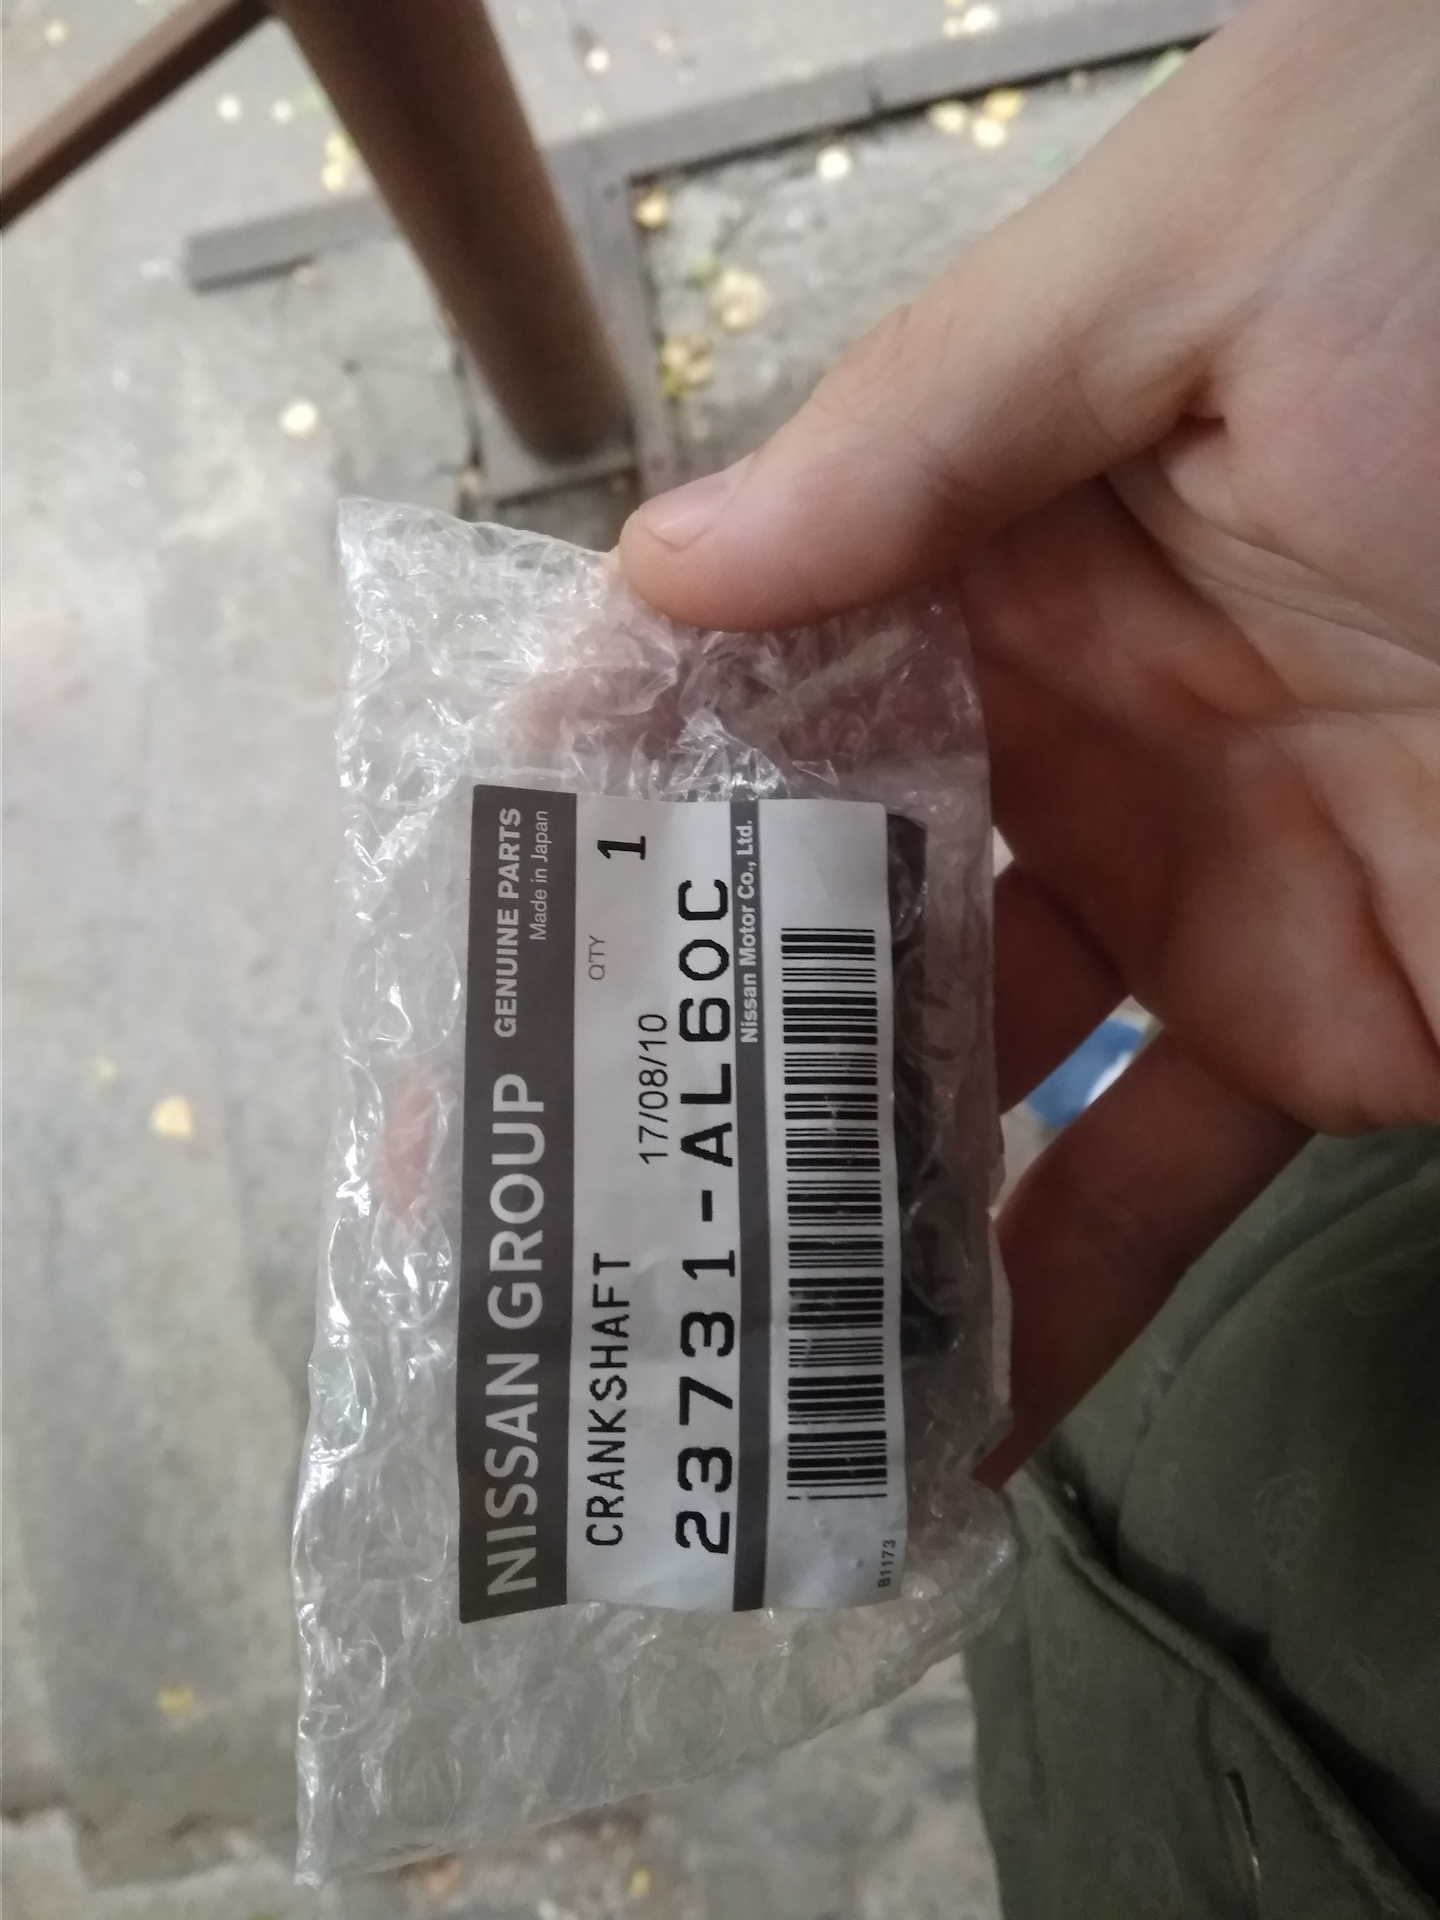 NISSAN GROUP GENUINE PARTS
Made in Japan
CRANKSHAFT QTY 1
17/08/10
23731-AL60C
Nissan Motor Co., Ltd.
B1173